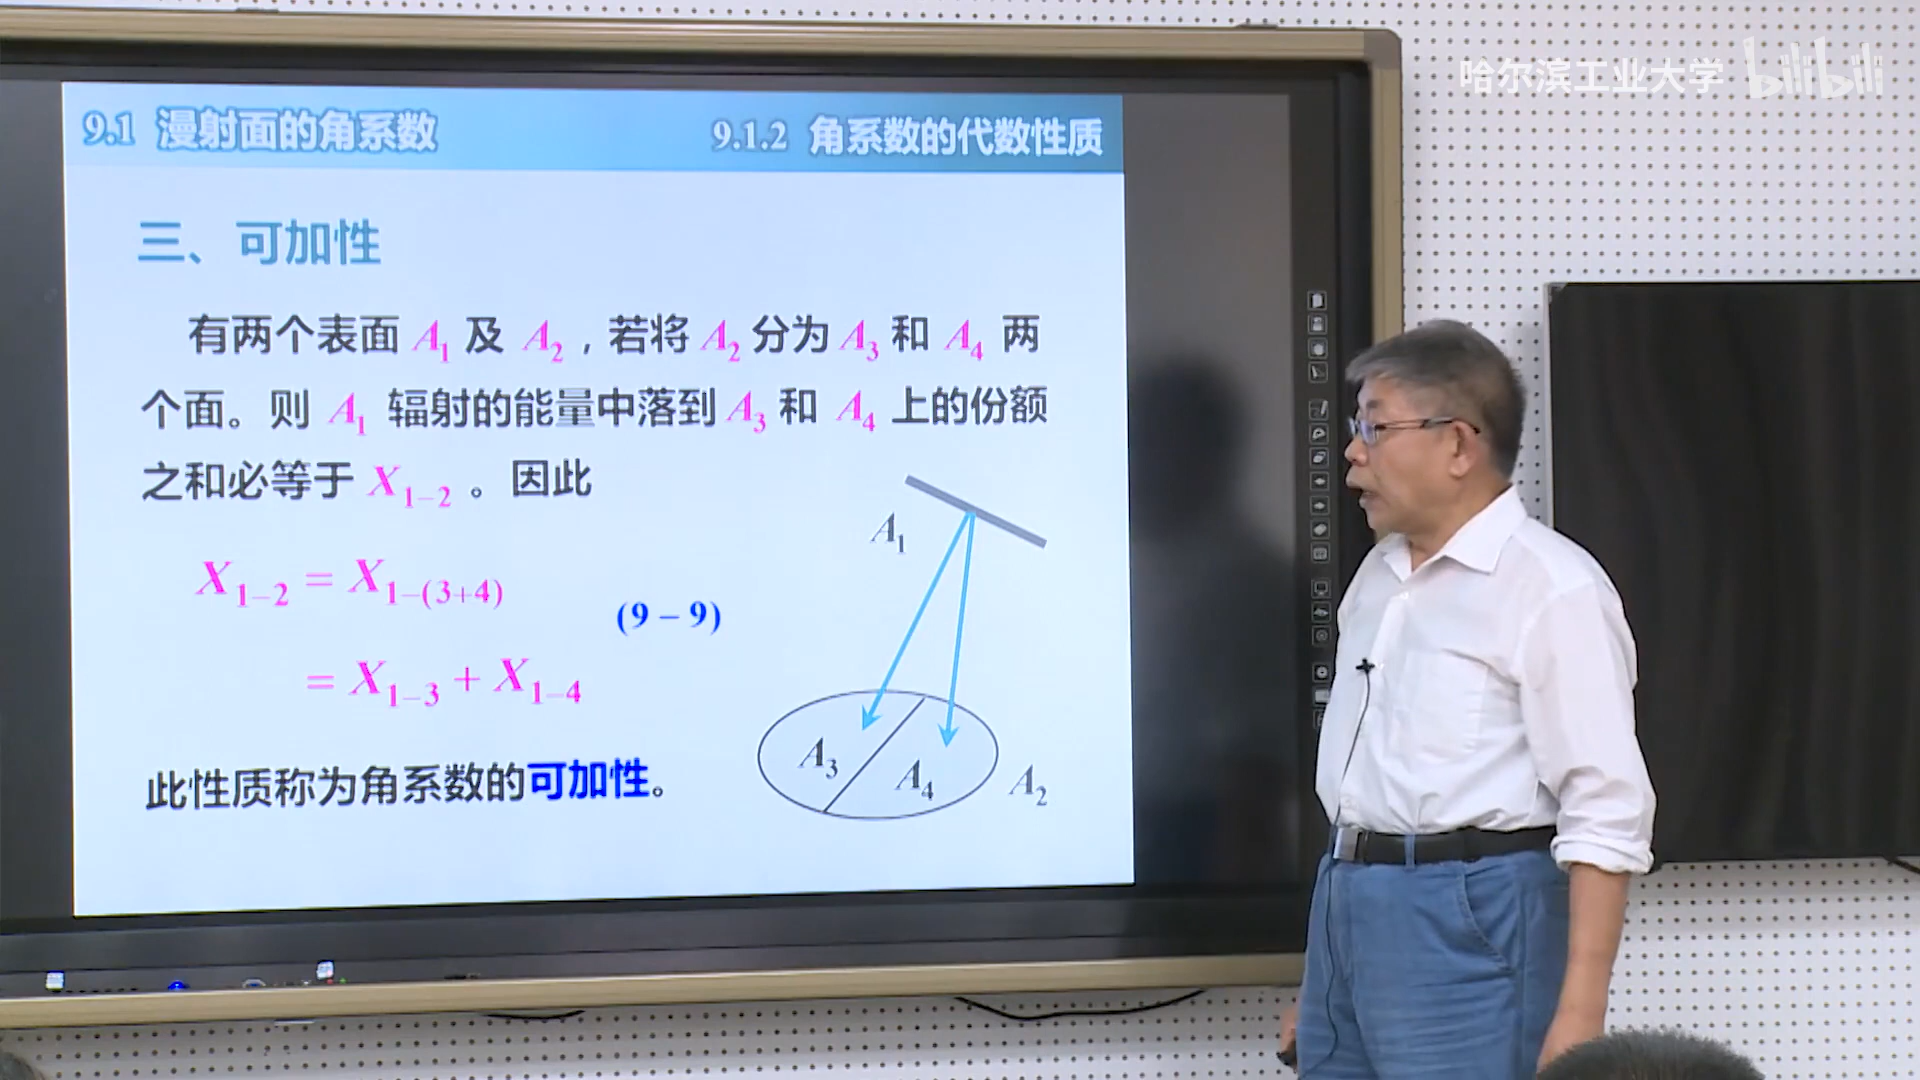 哈尔滨工业大学 bilibili
9.1 漫射面的角系数 9.1.2 角系数的代数性质
三、可加性
有两个表面 A₁ 及 A₂ , 若将 A₂ 分为 A₃ 和 A₄ 两
个面。则 A₁ 辐射的能量中落到 A₃ 和 A₄ 上的份额
之和必等于 X₁₋₂ 。因此
X₁₋₂ = X₁₋₍₃₊₄₎
(9 – 9)
= X₁₋₃ + X₁₋₄
此性质称为角系数的可加性。
A₁
A₃
A₄
A₂